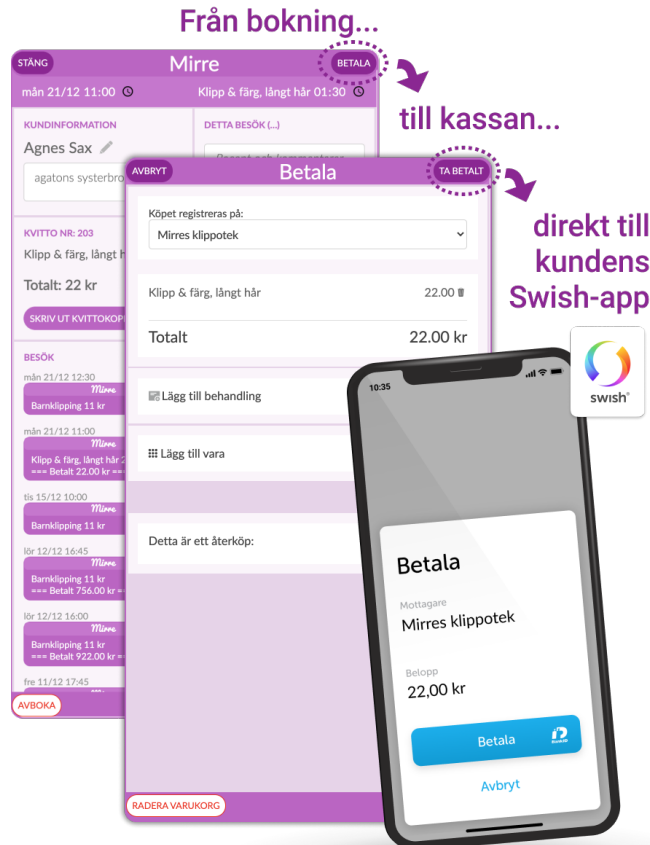 Från bokning...
STÄNG
Mirre
BETALA
mån 21/12 11:00
Klipp & färg, långt hår 01:30
till kassan...
KUNDINFORMATION
DETTA BESÖK (...)
Agnes Sax
agatons systerbro
KVITTO NR: 203
Klipp & färg, långt h
Totalt: 22 kr
SKRIV UT KVITTOKOPI
BESÖK
mån 21/12 12:30
Mirre
Barnklipping 11 kr
mån 21/12 11:00
Mirre
Klipp & färg, långt hår 2
=== Betalt 22.00 kr ===
tis 15/12 10:00
Mirre
Barnklipping 11 kr
lör 12/12 16:45
Mirre
Barnklipping 11 kr
=== Betalt 756.00 kr ==
lör 12/12 16:00
Mirre
Barnklipping 11 kr
=== Betalt 922.00 kr ==
fre 11/12 17:45
AVBOKA
AVBRYT
Betala
TA BETALT
direkt till
kundens
Swish-app
Köpet registreras på:
Mirres klippotek
Klipp & färg, långt hår
22.00
Totalt
22.00 kr
Lägg till behandling
Lägg till vara
Detta är ett återköp:
RADERA VARUKORG
swish®
10:35
Betala
Mottagare
Mirres klippotek
Belopp
22,00 kr
Betala
Avbryt